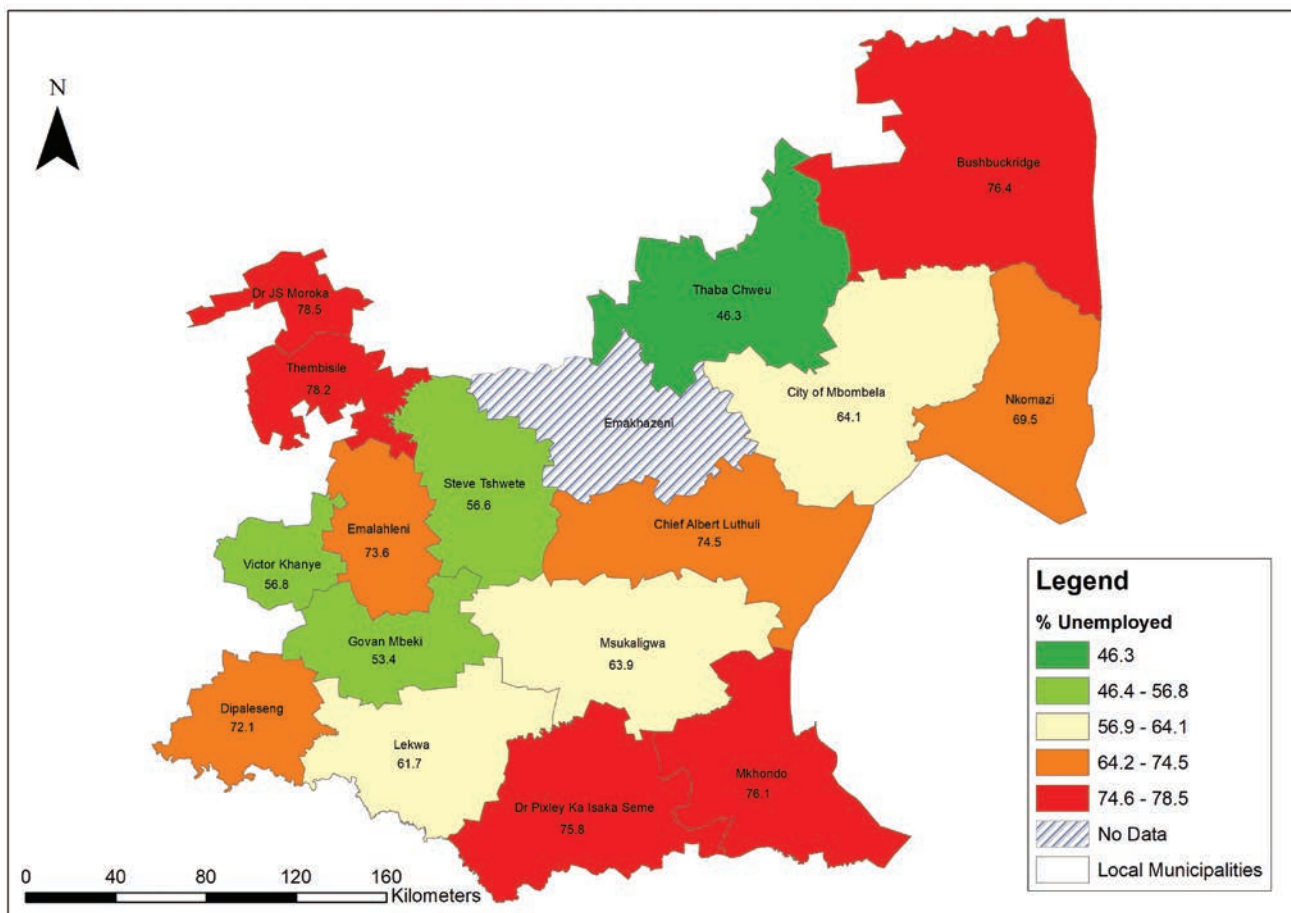 N
Bushbuckridge
76.4
Thaba Chweu
46.3
Dr JS Moroka
78.5
Thembisile
78.2
City of Mbombela
64.1
Nkomazi
69.5
Emakhazeni
Steve Tshwete
56.6
Emalahleni
73.6
Chief Albert Luthuli
74.5
Victor Khanye
56.8
Govan Mbeki
53.4
Msukaligwa
63.9
Dipaleseng
72.1
Lekwa
61.7
Mkhondo
76.1
Dr Pixley Ka Isaka Seme
75.8
Legend
% Unemployed
46.3
46.4 - 56.8
56.9 - 64.1
64.2 - 74.5
74.6 - 78.5
No Data
Local Municipalities
0 40 80 120 160
Kilometers